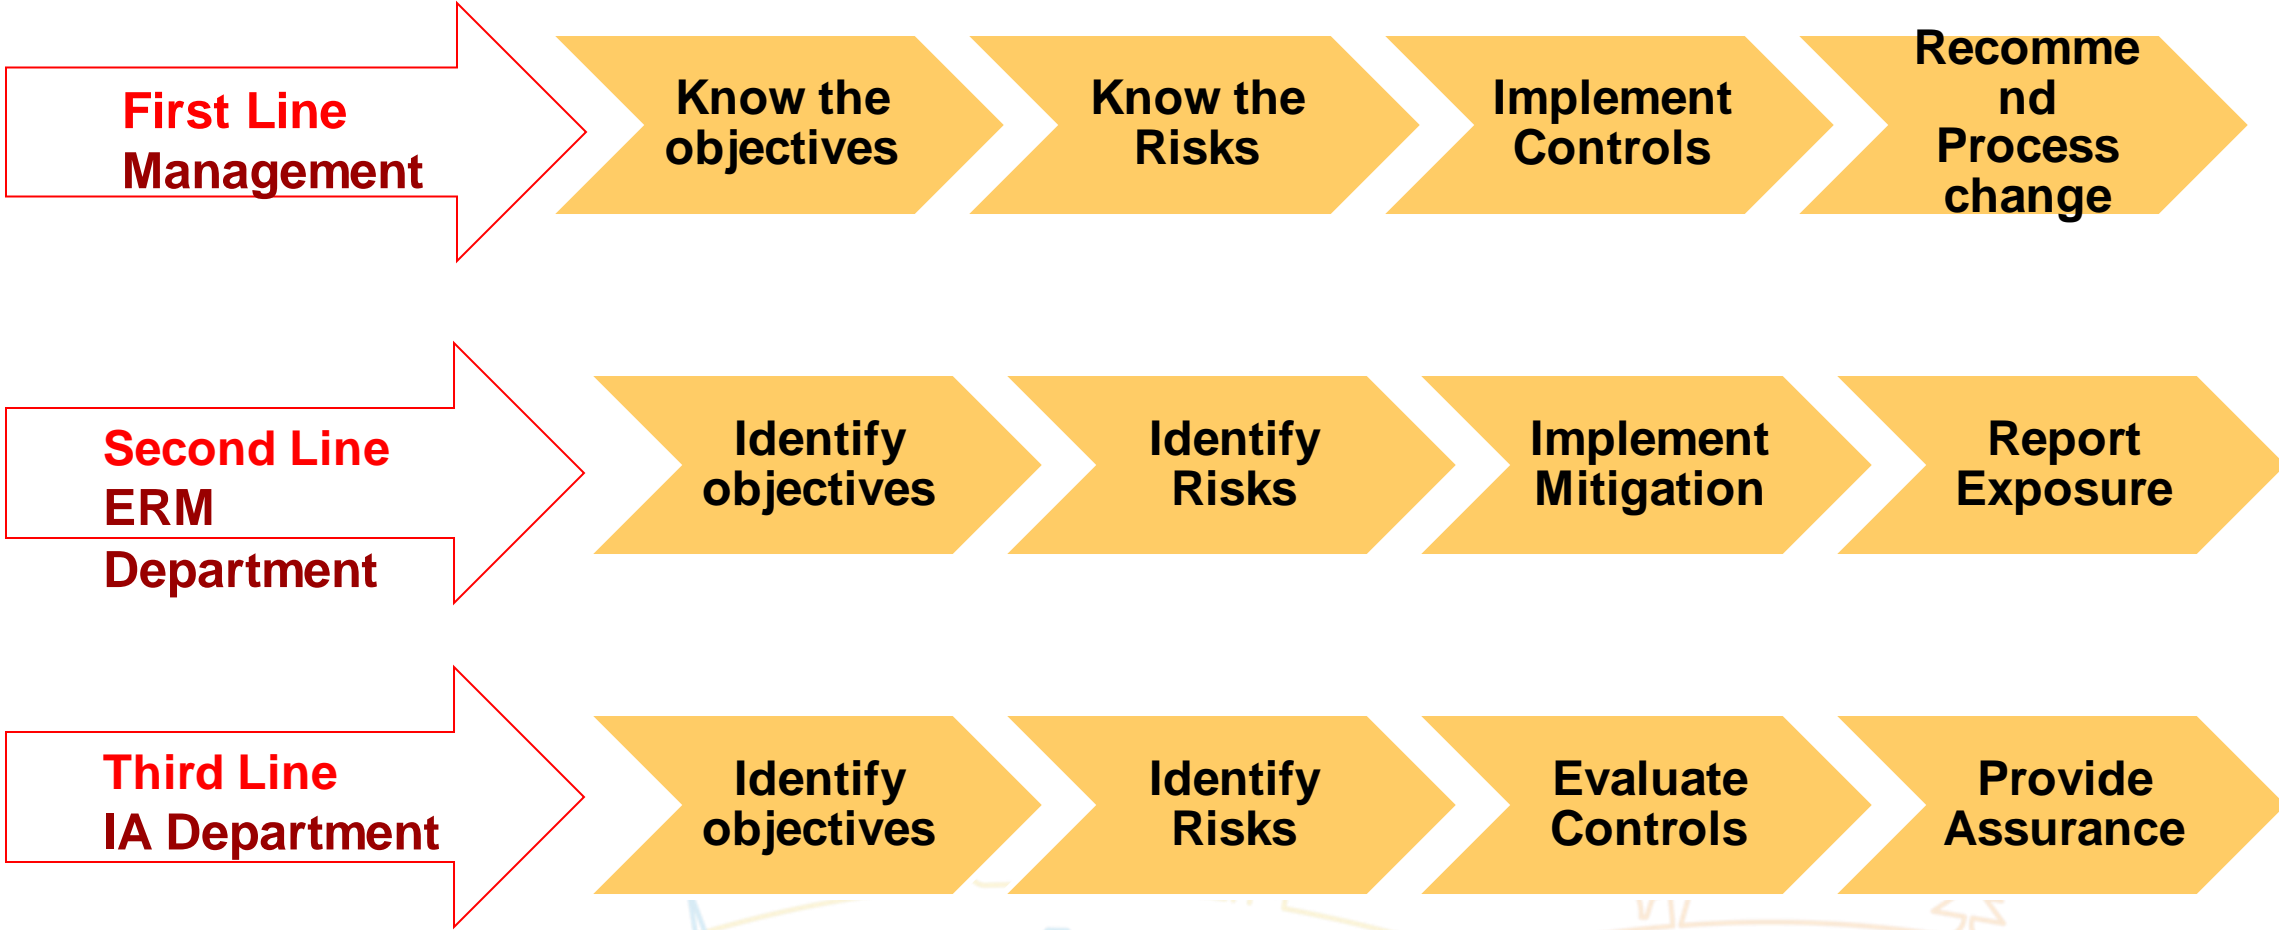 First Line
Management
Know the
objectives
Know the
Risks
Implement
Controls
Recomme
nd
Process
change
Second Line
ERM
Department
Identify
objectives
Identify
Risks
Implement
Mitigation
Report
Exposure
Third Line
IA Department
Identify
objectives
Identify
Risks
Evaluate
Controls
Provide
Assurance